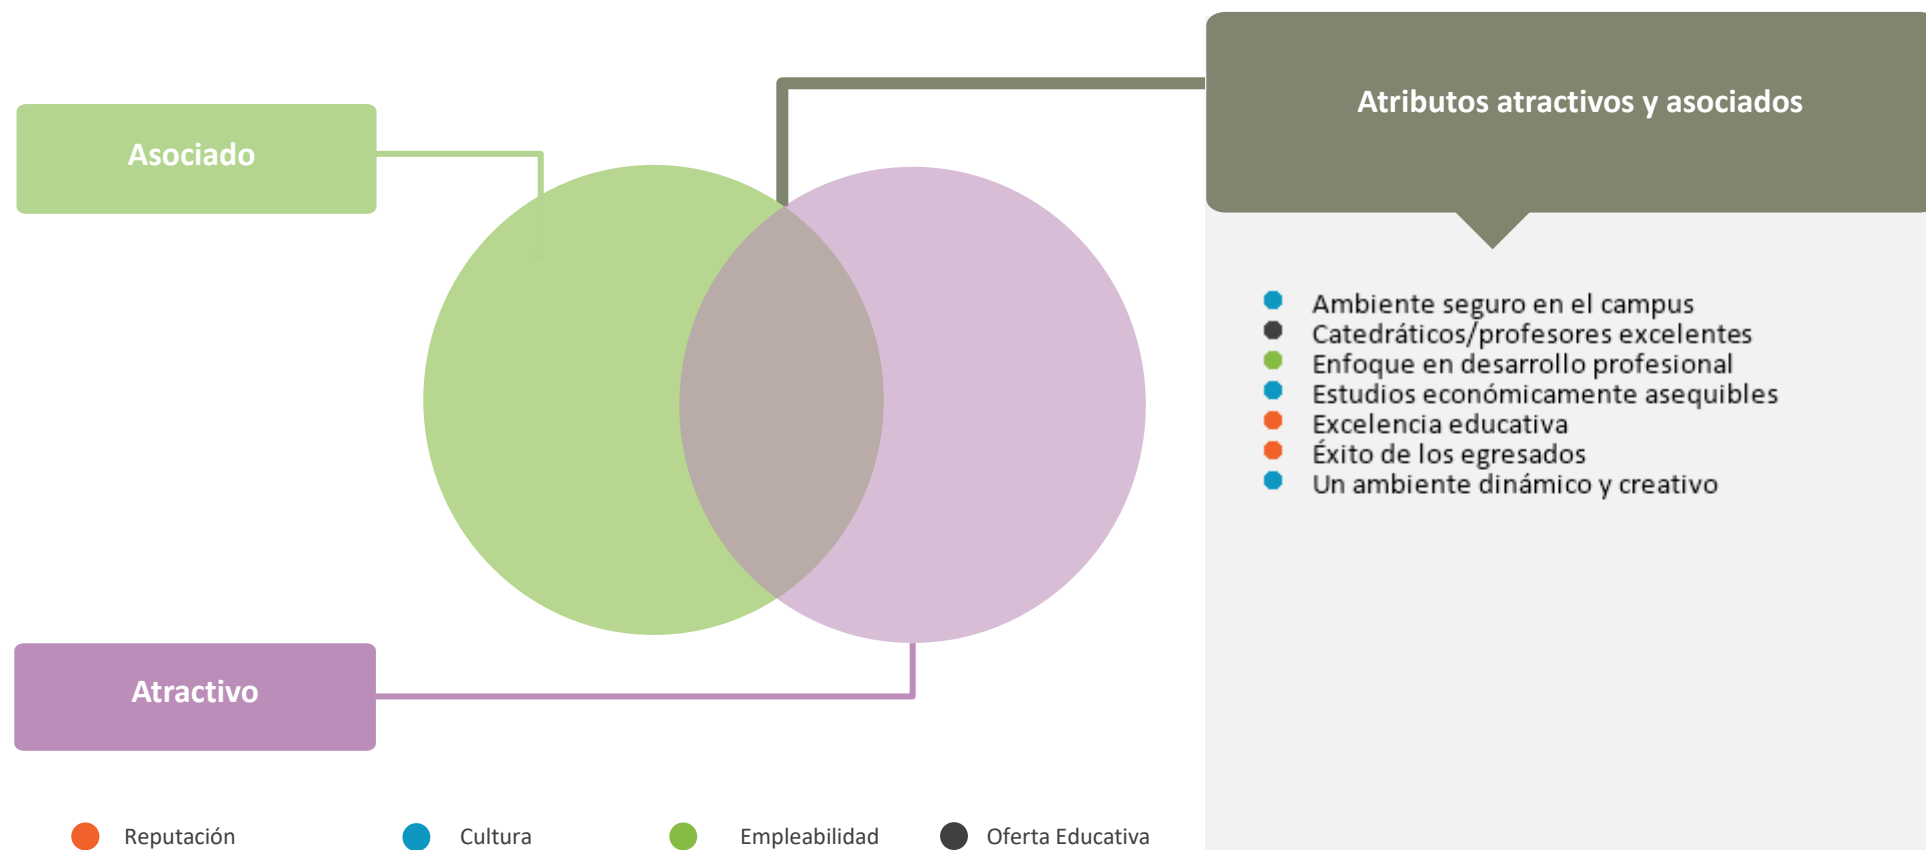 Atributos atractivos y asociados
Asociado
Ambiente seguro en el campus
Catedráticos/profesores excelentes
Enfoque en desarrollo profesional
Estudios económicamente asequibles
Excelencia educativa
Éxito de los egresados
Un ambiente dinámico y creativo
Atractivo
Reputación
Cultura
Empleabilidad
Oferta Educativa